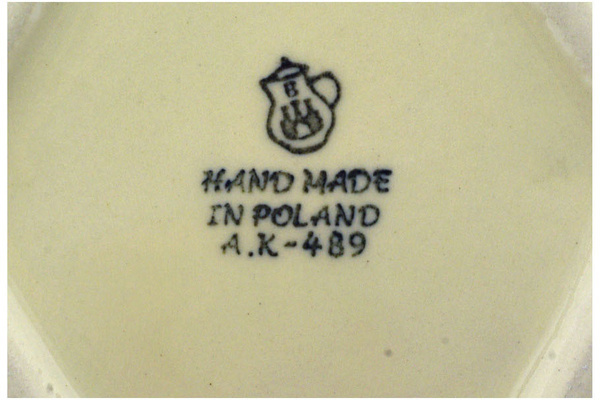 B
HAND MADE
IN POLAND
A.K-489